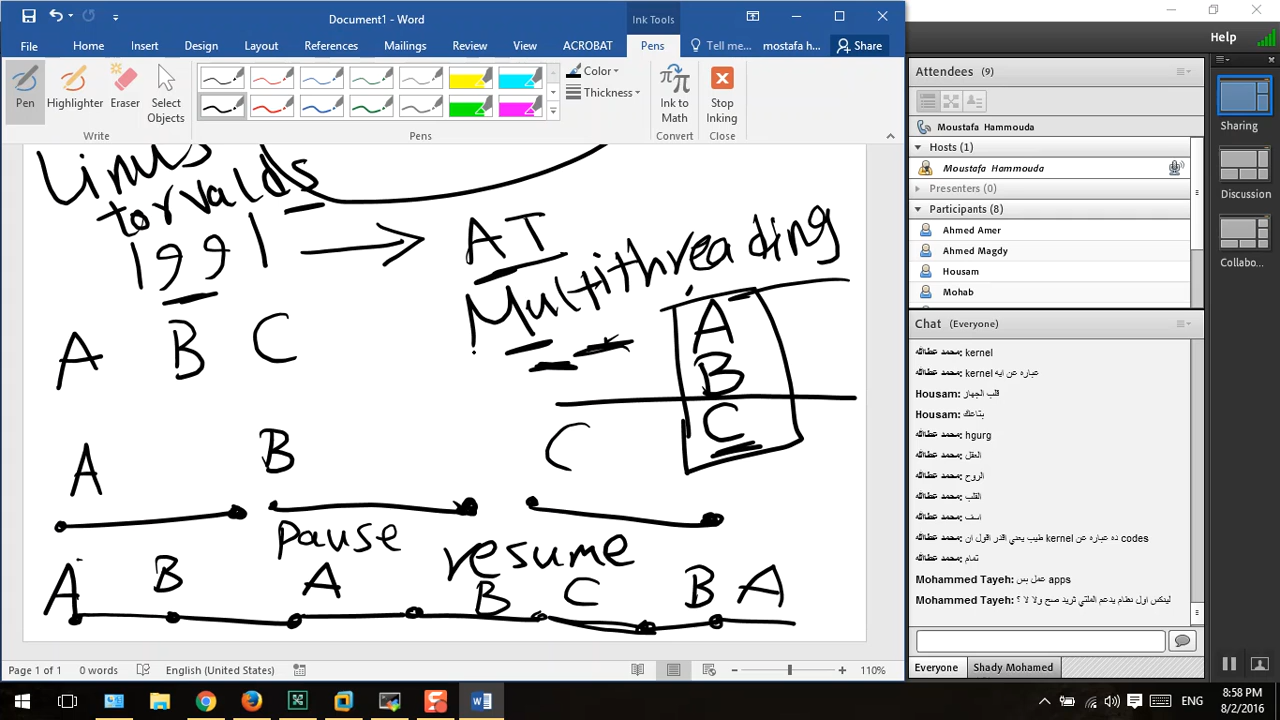 Document1 - Word
Ink Tools
Help
File
Home
Insert
Design
Layout
References
Mailings
Review
View
ACROBAT
Pens
Tell me...
mostafa h...
Share
Attendees (9)
Pen
Highlighter
Eraser
Select Objects
Color
Thickness
Ink to Math
Stop Inking
Write
Pens
Convert
Close
Moustafa Hammouda
Hosts (1)
Moustafa Hammouda
Presenters (0)
Participants (8)
Ahmed Amer
Ahmed Magdy
Housam
Mohab
Sharing
Discussion
Collabo...
Linus
torvalds
1991
AT
Multithreading
A B C
A
B
C
A
B
C
pause
resume
A B A B C B A
Chat (Everyone)
محمد عطاالله: kernel
محمد عطاالله: kernel عباره عن ايه
Housam: قلب الجهاز
Housam: بتاعتك
محمد عطاالله: hgurg
محمد عطاالله: العقل
محمد عطاالله: الروح
محمد عطاالله: القلب
محمد عطاالله: اسف
محمد عطاالله: طيب يعني اقدر اقول ان kernel ده عباره عن codes
محمد عطاالله: تمام
Mohammed Tayeh: عمل بس apps
Mohammed Tayeh: لينكس اول نظام يدعم الملتي ثريد صح ولا لا ؟
Everyone
Shady Mohamed
Page 1 of 1
0 words
English (United States)
110%
ENG
8:58 PM
8/2/2016